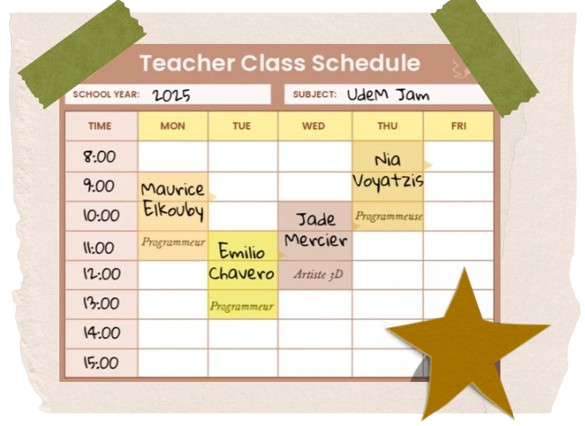 Teacher Class Schedule
SCHOOL YEAR: 2025 SUBJECT: UdeM Jam
TIME MON TUE WED THU FRI
8:00
Nia
9:00
Voyatzis
Maurice
Elkouby
10:00
Programmeuse
Jade
Mercier
11:00
Programmeur
Emilio
Chavero
12:00
Artiste 3D
13:00
Programmeur
14:00
15:00